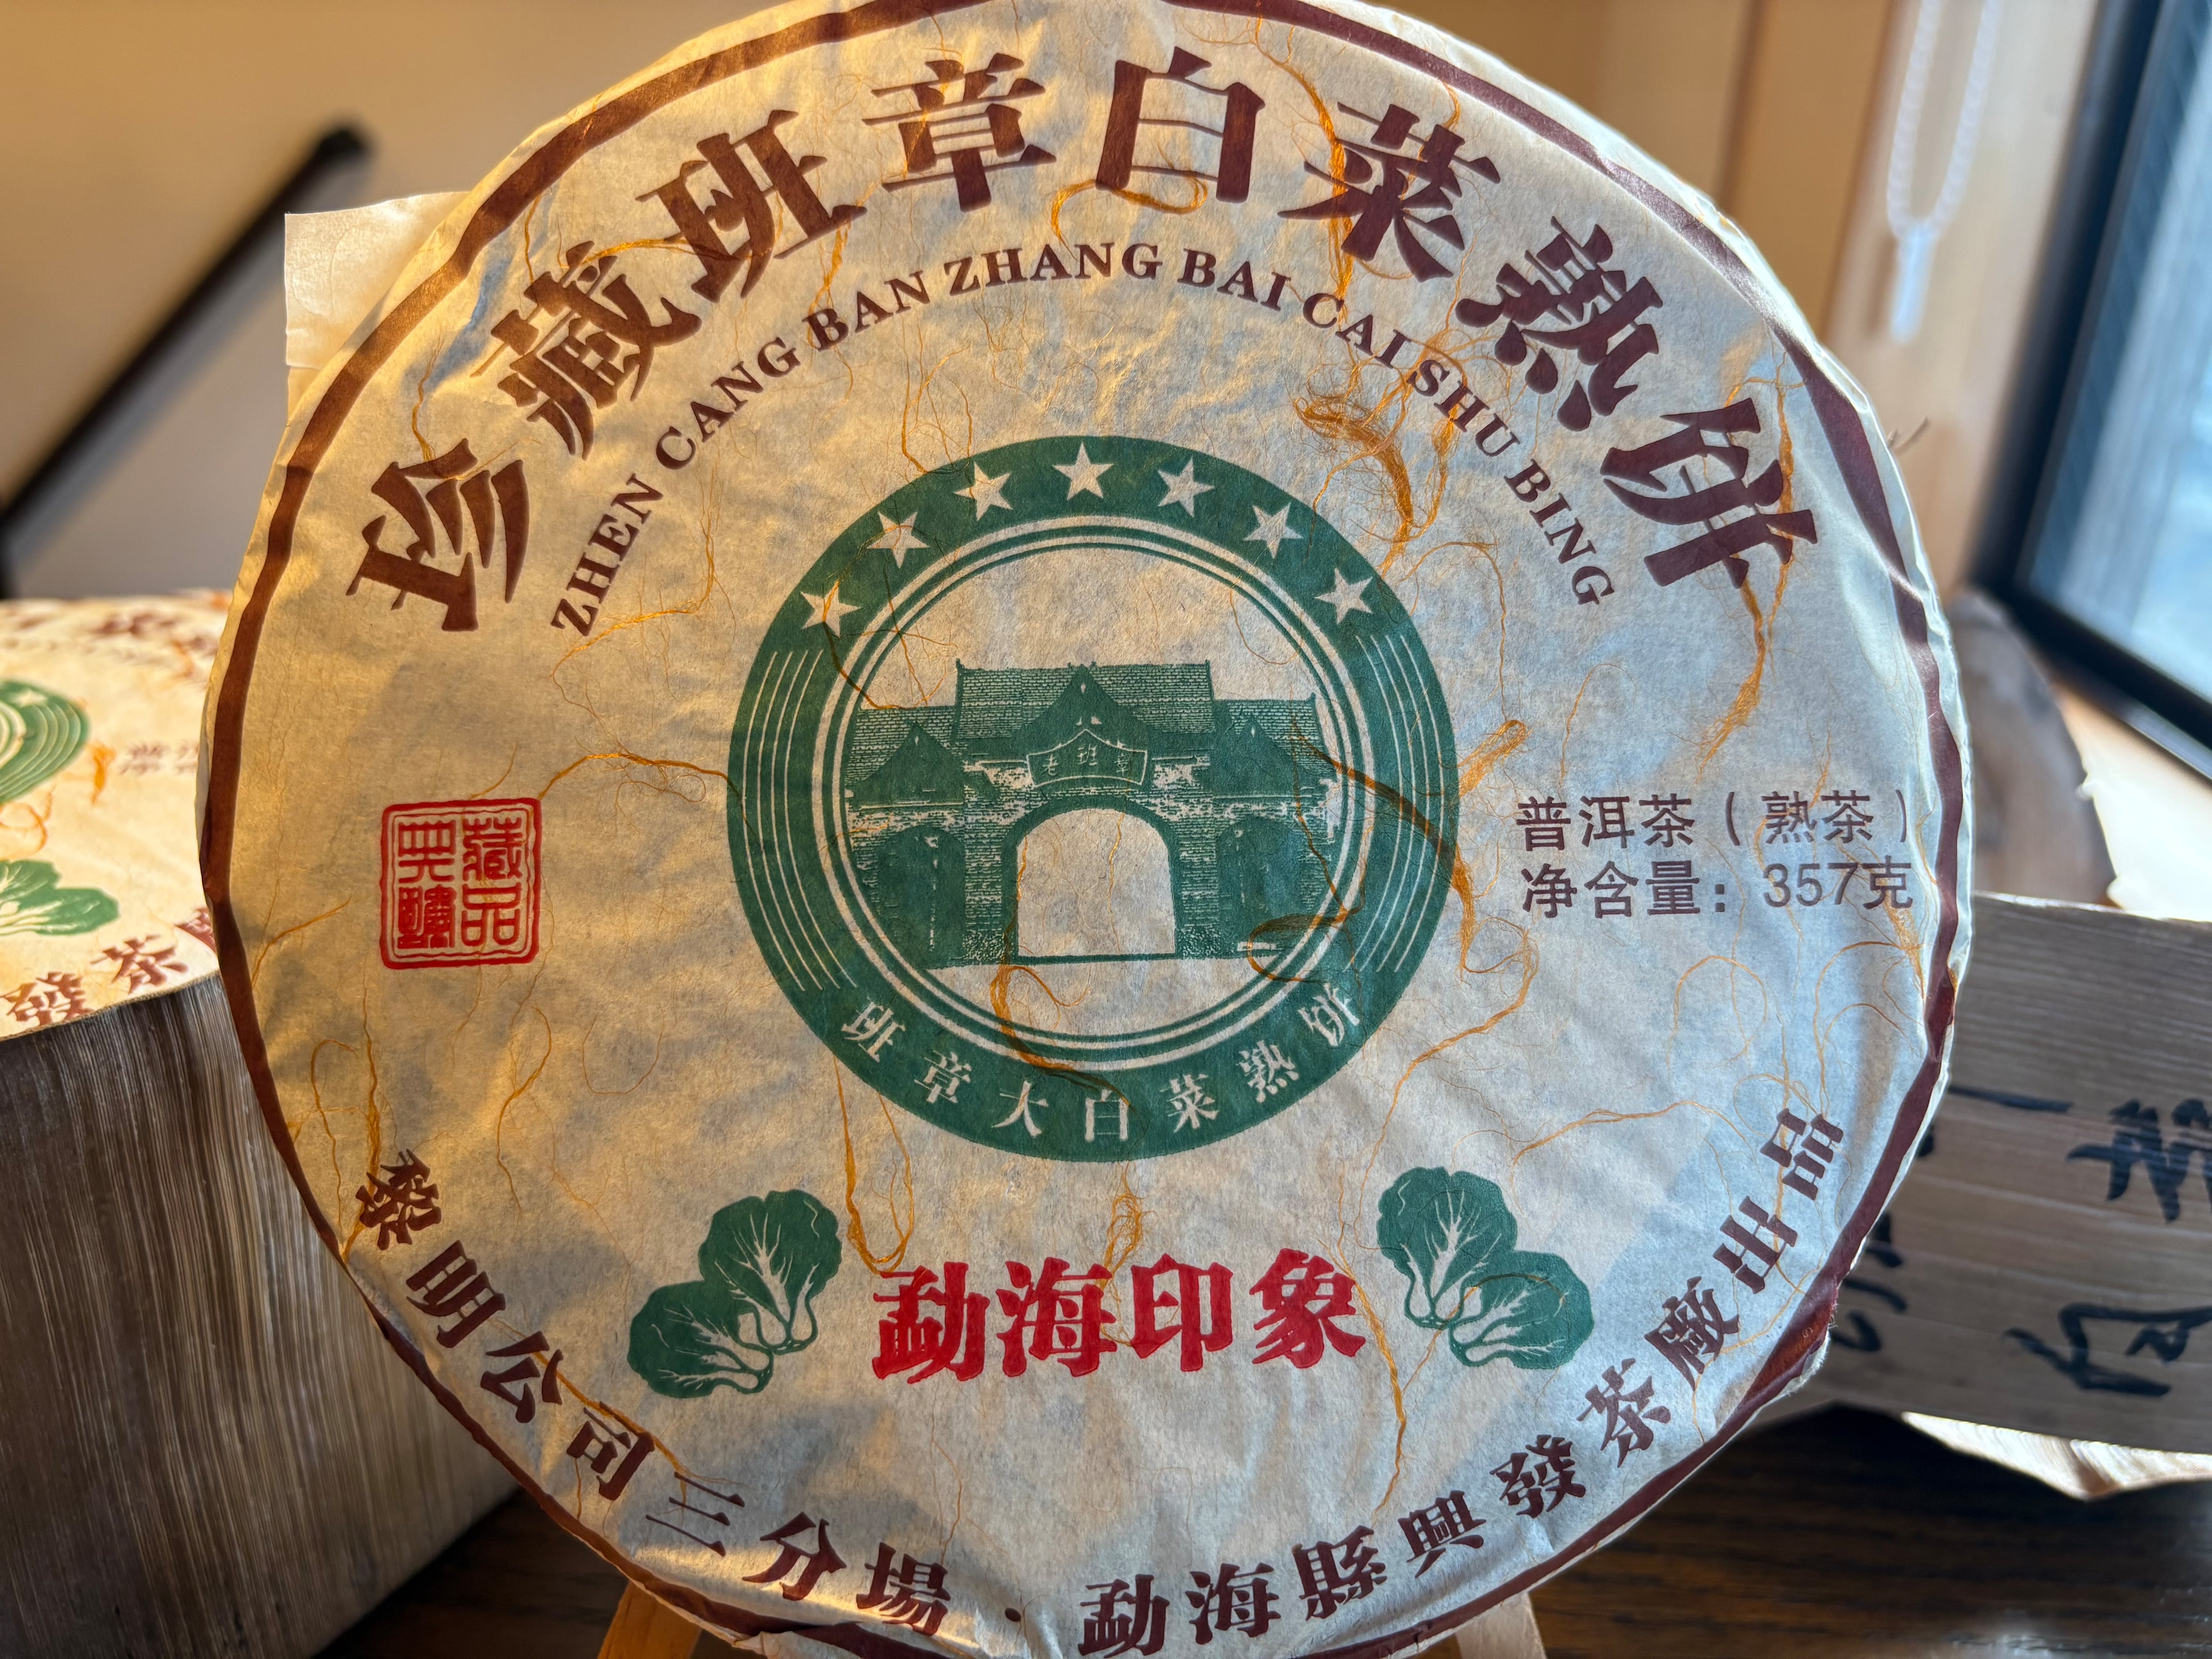 珍藏班章白菜熟饼
ZHEN CANG BAN ZHANG BAI CAI SHU BING
老班章
普洱茶（熟茶）
净含量：357克
藏品
班章大白菜熟饼
勐海印象
黎明公司三分場·勐海縣興發茶廠出品
發茶